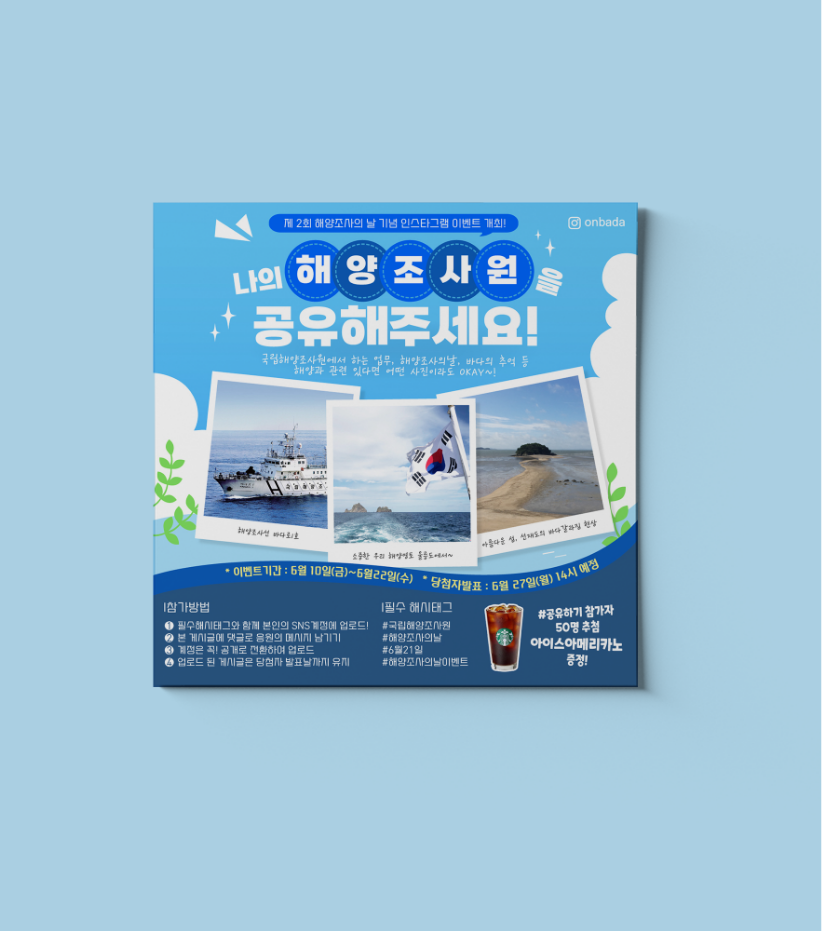 제 2회 해양조사의 날 기념 인스타그램 이벤트 개최!
onbada
나의 해양조사원을
공유해주세요!
국립해양조사원에서 하는 업무, 해양조사의날, 바다의 추억 등
해양과 관련 있다면 어떤 사진이라도 OKAY~!
해양조사선 바다로1호
소중한 우리 해양영토 울릉도에서~
아름다운 섬, 선재도의 바다갈라짐 현상
* 이벤트기간 : 6월 10일(금)~6월22일(수) * 당첨자발표 : 6월 27일(월) 14시 예정
참가방법
❶ 필수해시태그와 함께 본인의 SNS계정에 업로드!
❷ 본 게시글에 댓글로 응원의 메시지 남기기
❸ 계정은 꼭! 공개로 전환하여 업로드
❹ 업로드 된 게시글은 당첨자 발표날까지 유지
필수 해시태그
#국립해양조사원
#해양조사의날
#6월21일
#해양조사의날이벤트
#공유하기 참가자
50명 추첨
아이스아메리카노
증정!